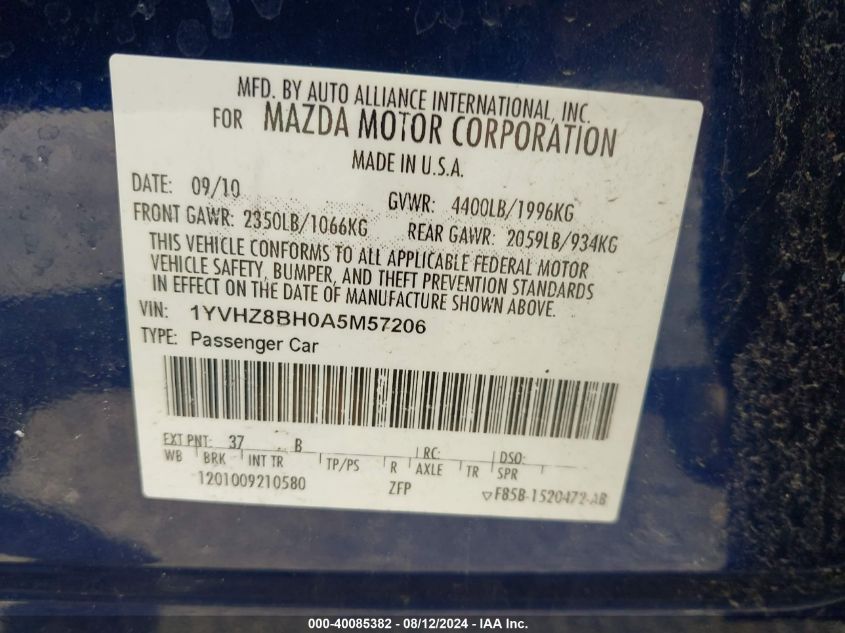 MFD. BY AUTO ALLIANCE INTERNATIONAL, INC.
FOR MAZDA MOTOR CORPORATION
MADE IN U.S.A.
DATE: 09/10 GVWR: 4400LB/1996KG
FRONT GAWR: 2350LB/1066KG REAR GAWR: 2059LB/934KG
THIS VEHICLE CONFORMS TO ALL APPLICABLE FEDERAL MOTOR
VEHICLE SAFETY, BUMPER, AND THEFT PREVENTION STANDARDS
IN EFFECT ON THE DATE OF MANUFACTURE SHOWN ABOVE.
VIN: 1YVHZ8BH0A5M57206
TYPE: Passenger Car
EXT PNT: 37 B RC: DSO:
WB BRK INT TR TP/PS R AXLE TR SPR
1201009210580 ZFP F85B-1520472-AB
000-40085382 - 08/12/2024 - IAA Inc.